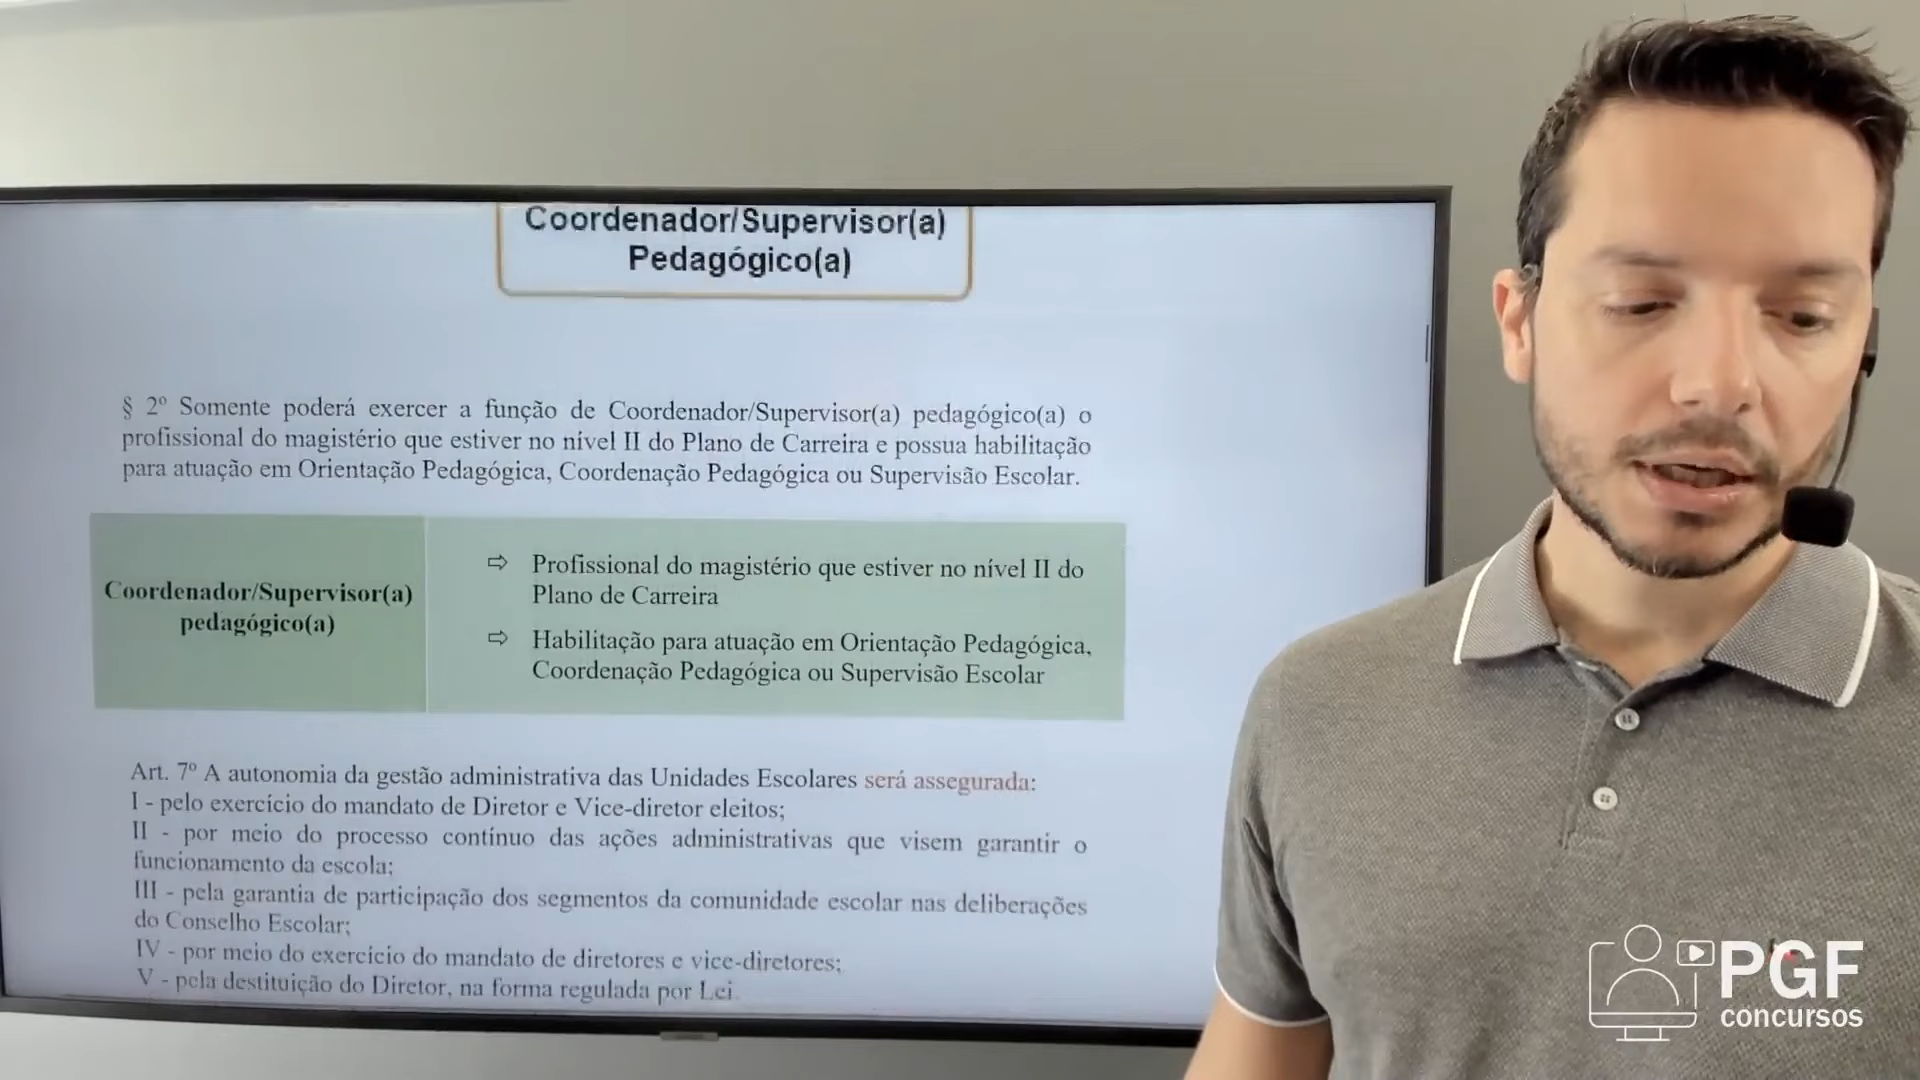 Coordenador/Supervisor(a)
Pedagógico(a)
§ 2º Somente poderá exercer a função de Coordenador/Supervisor(a) pedagógico(a) o
profissional do magistério que estiver no nível II do Plano de Carreira e possua habilitação
para atuação em Orientação Pedagógica, Coordenação Pedagógica ou Supervisão Escolar.
Coordenador/Supervisor(a)
pedagógico(a)
⇨ Profissional do magistério que estiver no nível II do
Plano de Carreira
⇨ Habilitação para atuação em Orientação Pedagógica,
Coordenação Pedagógica ou Supervisão Escolar
Art. 7º A autonomia da gestão administrativa das Unidades Escolares será assegurada:
I - pelo exercício do mandato de Diretor e Vice-diretor eleitos;
II - por meio do processo contínuo das ações administrativas que visem garantir o
funcionamento da escola;
III - pela garantia de participação dos segmentos da comunidade escolar nas deliberações
do Conselho Escolar;
IV - por meio do exercício do mandato de diretores e vice-diretores;
V - pela destituição do Diretor, na forma regulada por Lei.
PGF
concursos